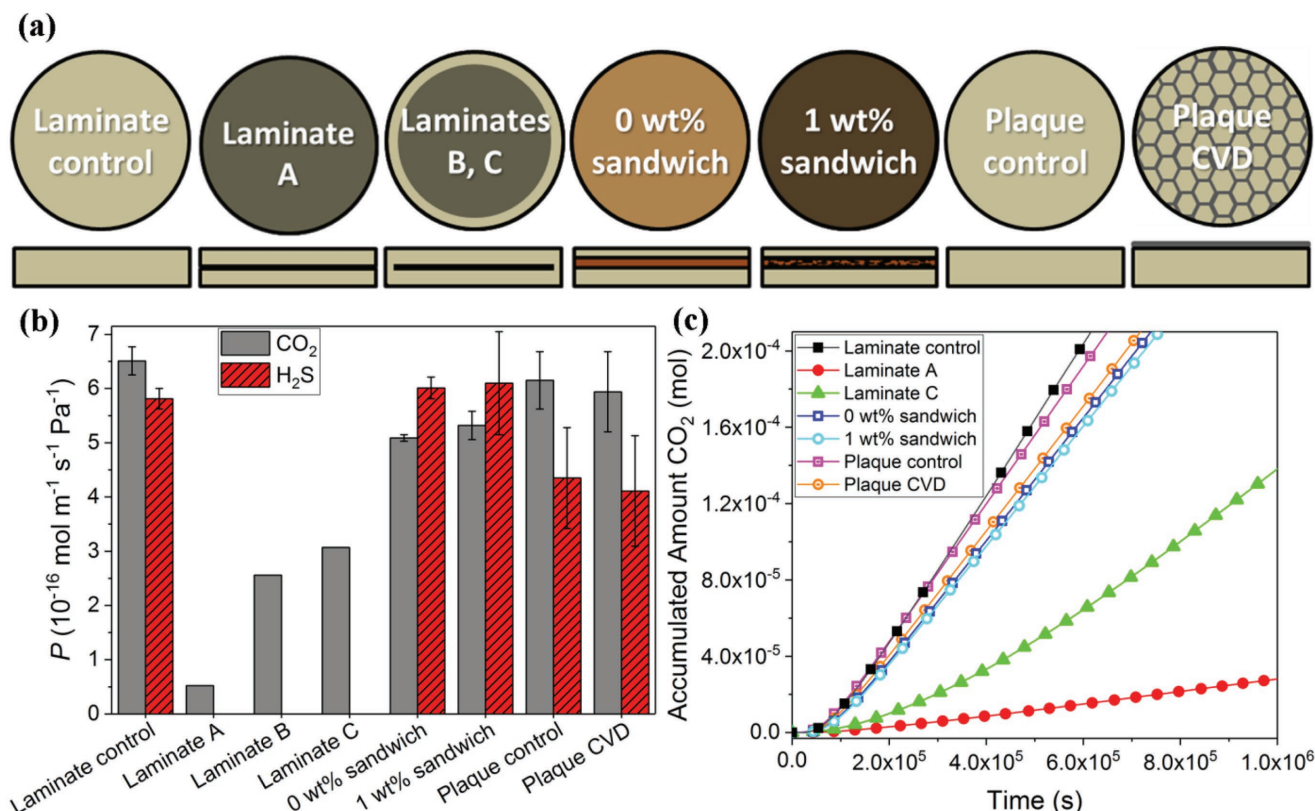 (a)
Laminate
control
Laminate
A
Laminates
B, C
0 wt%
sandwich
1 wt%
sandwich
Plaque
control
Plaque
CVD
(b)
7
6
5
4
3
2
1
0
P (10⁻¹⁶ mol m⁻¹ s⁻¹ Pa⁻¹)
CO₂
H₂S
Laminate control
Laminate A
Laminate B
Laminate C
0 wt% sandwich
1 wt% sandwich
Plaque control
Plaque CVD
(c)
Accumulated Amount CO₂ (mol)
2.0x10⁻⁴
1.6x10⁻⁴
1.2x10⁻⁴
8.0x10⁻⁵
4.0x10⁻⁵
0.0
Laminate control
Laminate A
Laminate C
0 wt% sandwich
1 wt% sandwich
Plaque control
Plaque CVD
0.0 2.0x10⁵ 4.0x10⁵ 6.0x10⁵ 8.0x10⁵ 1.0x10⁶
Time (s)